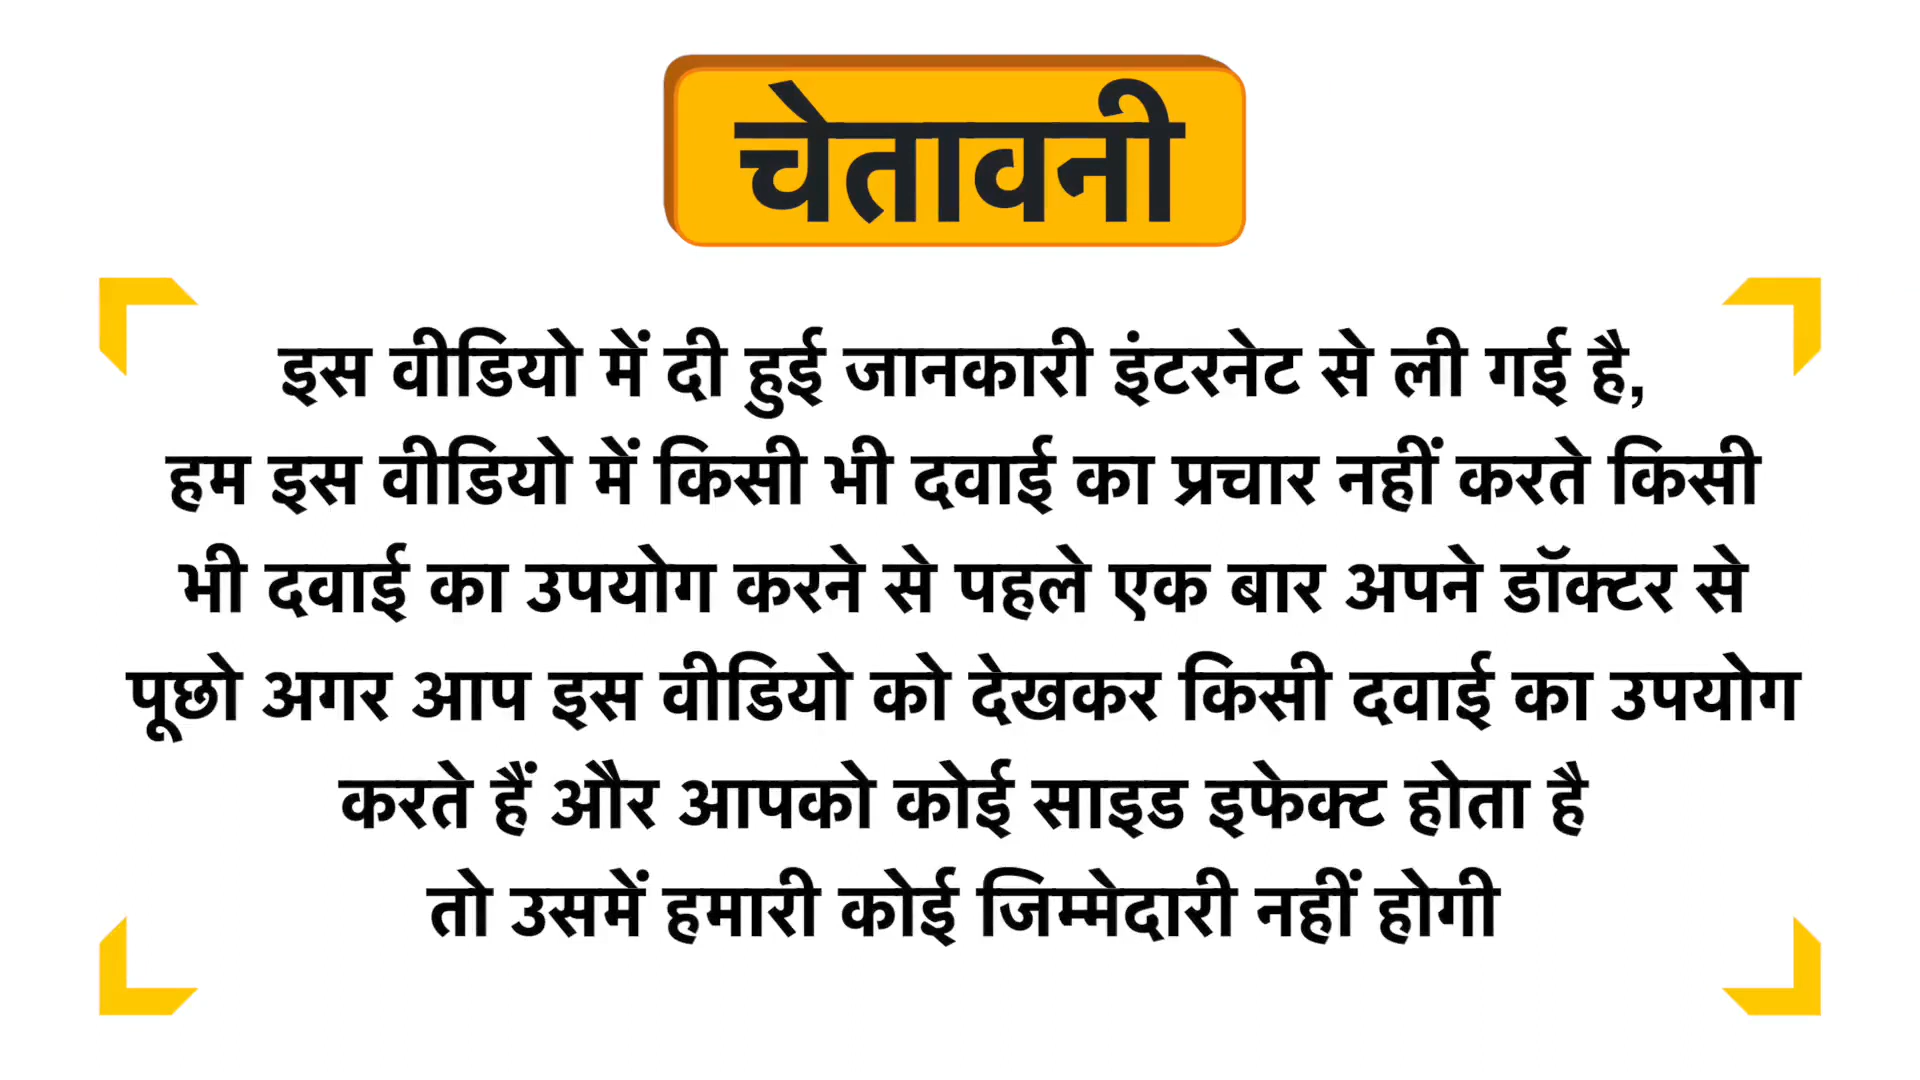 चेतावनी
इस वीडियो में दी हुई जानकारी इंटरनेट से ली गई है,
हम इस वीडियो में किसी भी दवाई का प्रचार नहीं करते किसी
भी दवाई का उपयोग करने से पहले एक बार अपने डॉक्टर से
पूछो अगर आप इस वीडियो को देखकर किसी दवाई का उपयोग
करते हैं और आपको कोई साइड इफेक्ट होता है
तो उसमें हमारी कोई जिम्मेदारी नहीं होगी